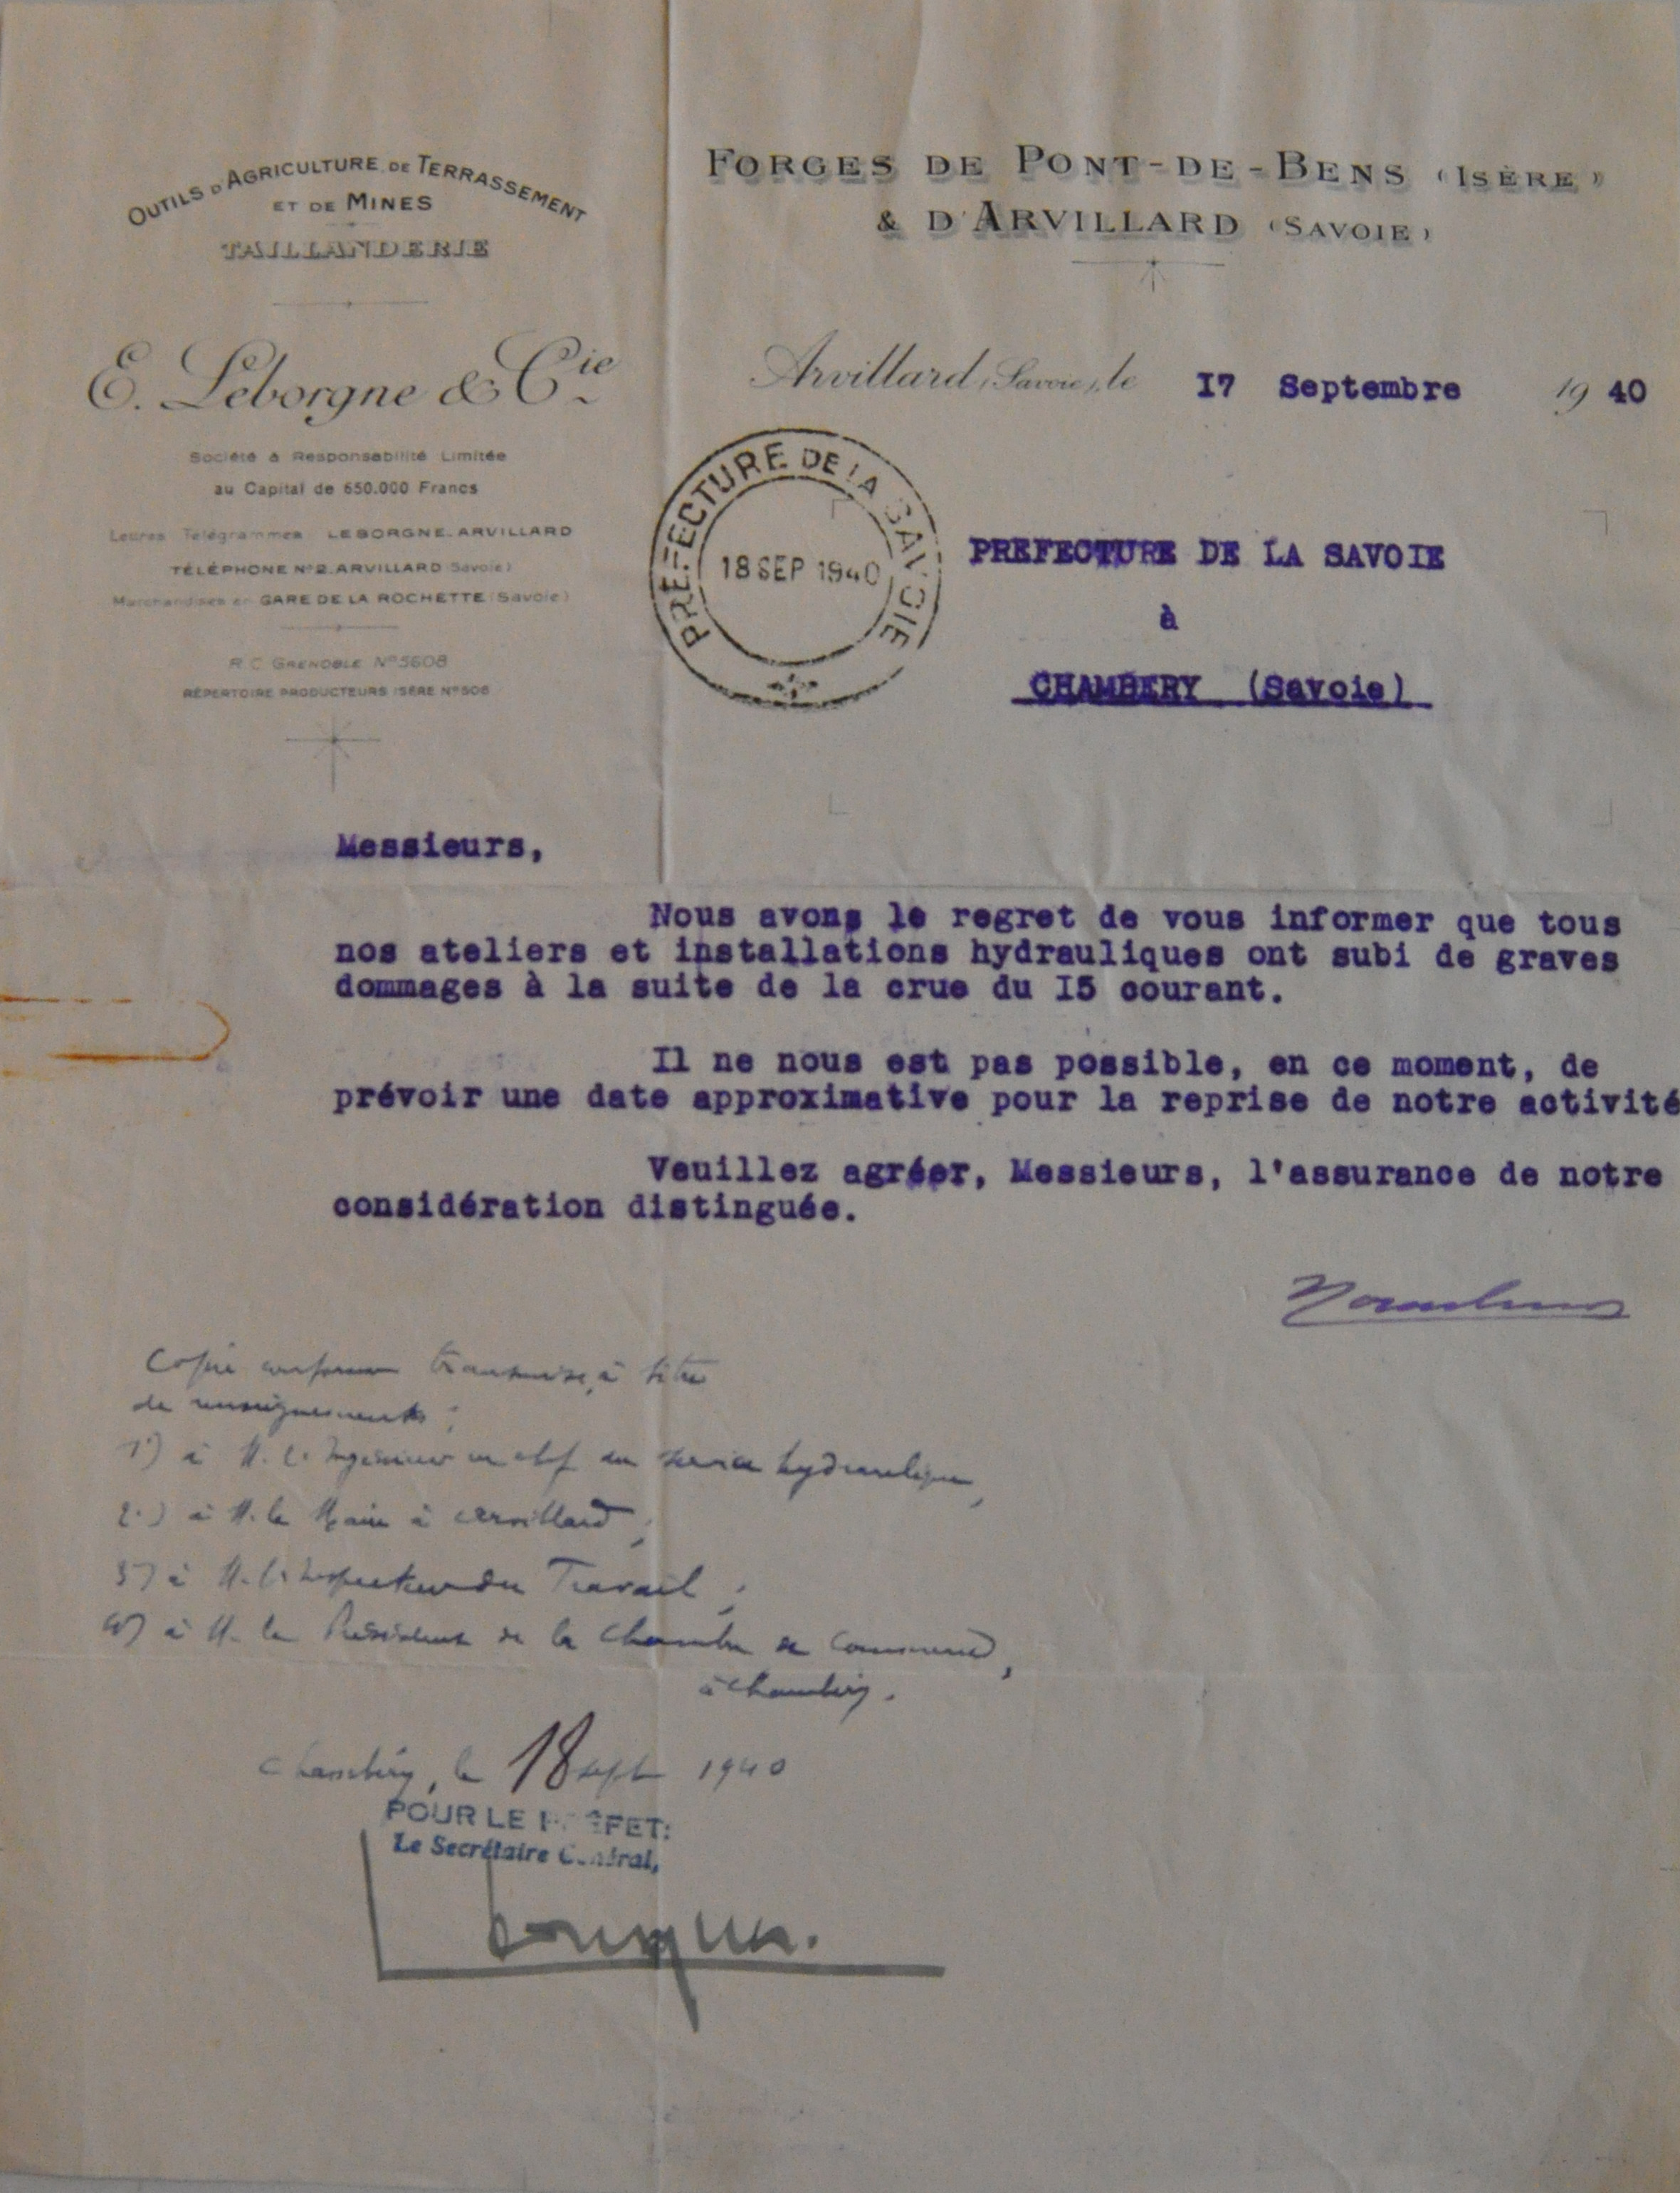 OUTILS D'AGRICULTURE DE TERRASSEMENT
ET DE MINES
TAILLANDERIE
E. Leborgne & Cie
Société à Responsabilité Limitée
au Capital de 650.000 Francs
Lettres Télégrammes LEBORGNE-ARVILLARD
TÉLÉPHONE N°2 ARVILLARD (Savoie)
Marchandises en GARE DE LA ROCHETTE (Savoie)
R.C. GRENOBLE N° 5608
RÉPERTOIRE PRODUCTEURS ISÈRE N° 506
FORGES DE PONT-DE-BENS (ISÈRE)
& D'ARVILLARD (SAVOIE)
Arvillard, (Savoie), le I7 Septembre 19 40
PRÉFECTURE DE LA SAVOIE
18 SEP 1940
PREFECTURE DE LA SAVOIE
à
CHAMBERY (Savoie)
Messieurs,
Nous avons le regret de vous informer que tous
nos ateliers et installations hydrauliques ont subi de graves
dommages à la suite de la crue du I5 courant.
Il ne nous est pas possible, en ce moment, de
prévoir une date approximative pour la reprise de notre activité
Veuillez agréer, Messieurs, l'assurance de notre
considération distinguée.
Copie conforme transmise, à titre
de renseignements :
1°) à M. l'Ingénieur en chef du service hydraulique,
2°) à M. le Maire à Arvillard ;
3°) à M. l'Inspecteur du Travail ;
4°) à M. le Président de la Chambre de Commerce,
à Chambéry.
Chambéry, le 18 sept 1940
POUR LE PRÉFET:
Le Secrétaire Général,